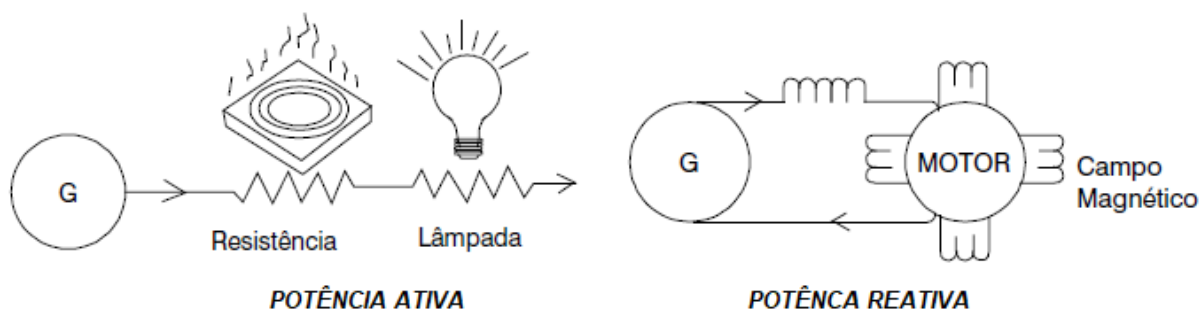 G
Resistência
Lâmpada
POTÊNCIA ATIVA
G
MOTOR
Campo
Magnético
POTÊNCA REATIVA